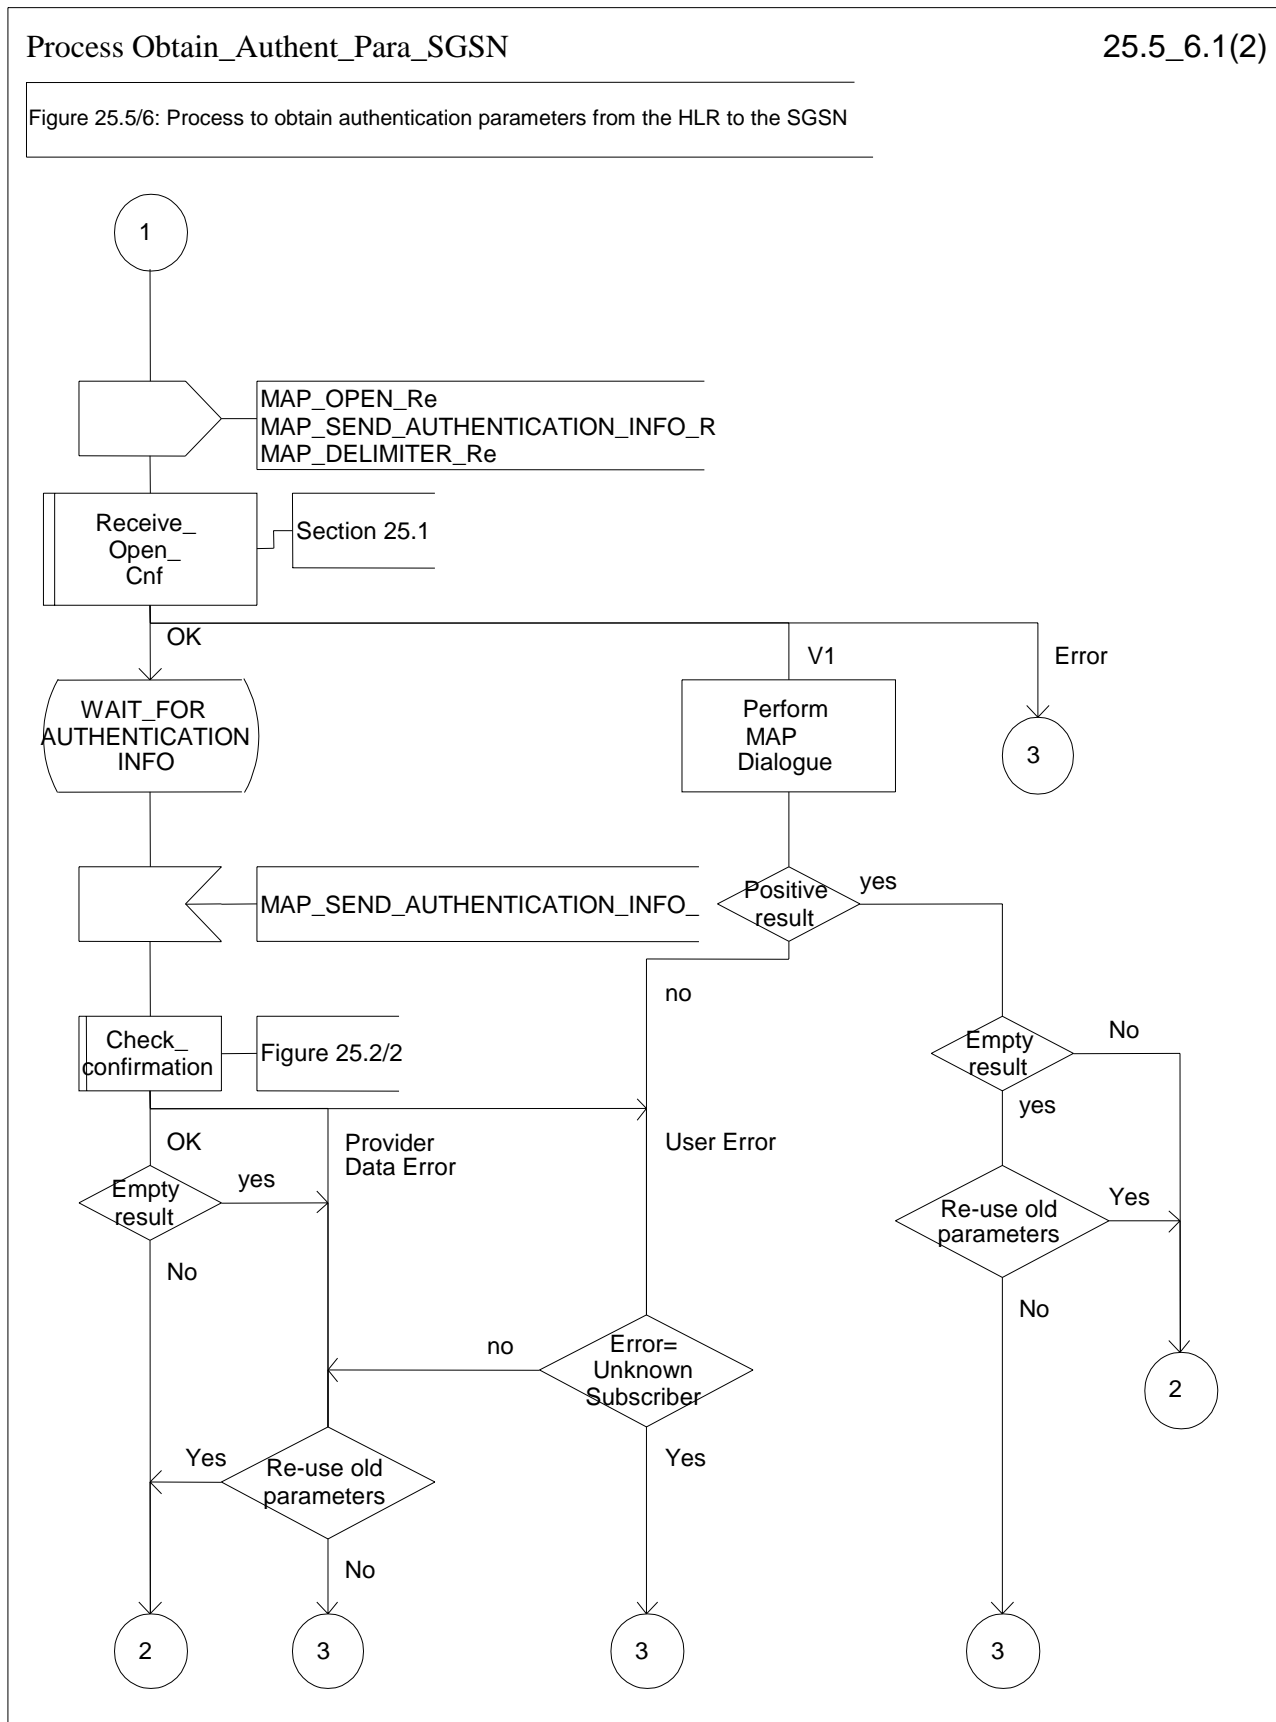 Process Obtain_Authent_Para_SGSN
25.5_6.1(2)
Figure 25.5/6: Process to obtain authentication parameters from the HLR to the SGSN
1
MAP_OPEN_Re
MAP_SEND_AUTHENTICATION_INFO_R
MAP_DELIMITER_Re
Receive_
Open_
Cnf
Section 25.1
OK
V1
Error
WAIT_FOR
AUTHENTICATION
INFO
Perform
MAP
Dialogue
3
MAP_SEND_AUTHENTICATION_INFO_
Positive
result
yes
no
Check_
confirmation
Figure 25.2/2
Empty
result
No
yes
OK
Provider
Data Error
User Error
Empty
result
yes
No
Re-use old
parameters
Yes
No
Error=
Unknown
Subscriber
no
Yes
2
Re-use old
parameters
Yes
No
2
3
3
3